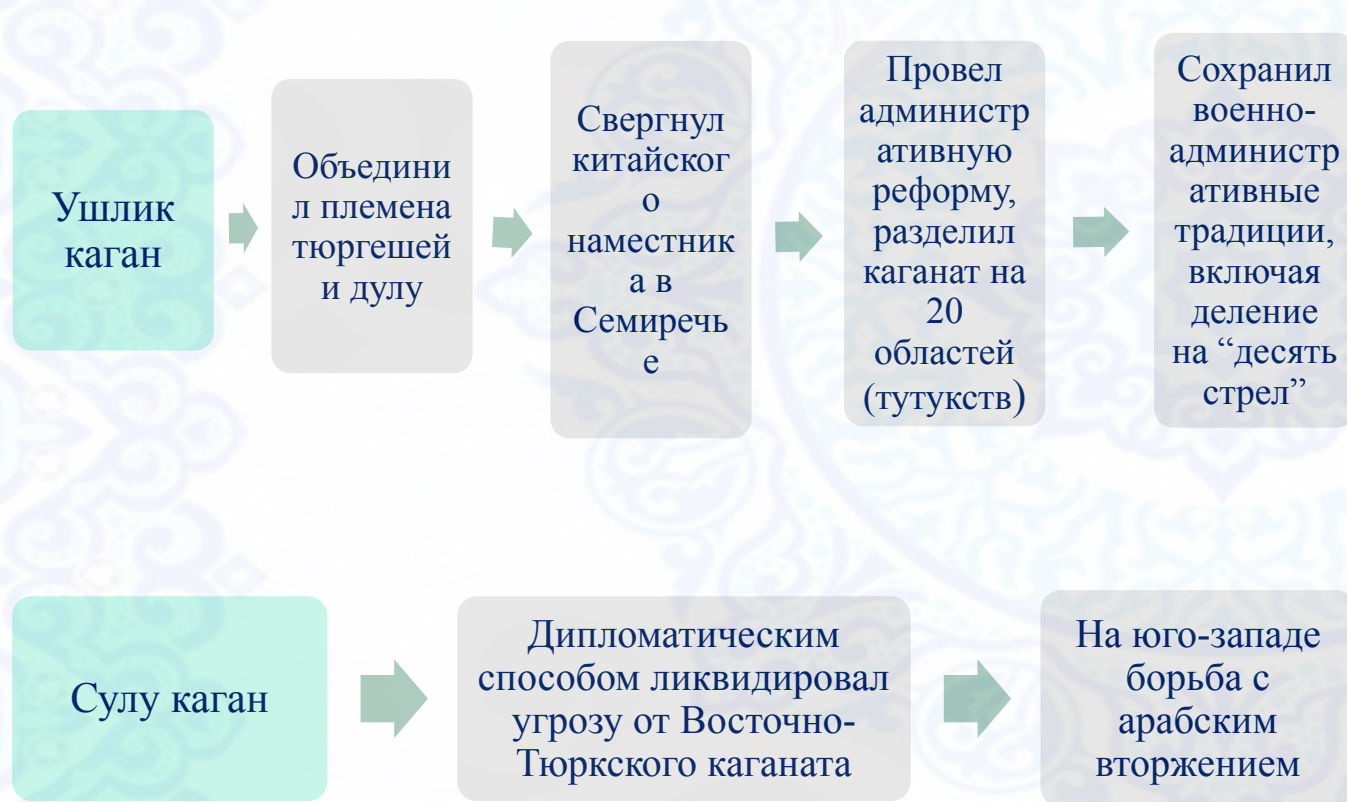 Ушлик
каган
Объедини
л племена
тюргешей
и дулу
Свергнул
китайског
о
наместник
а в
Семиречь
е
Провел
администр
ативную
реформу,
разделил
каганат на
20
областей
(тутукств)
Сохранил
военно-
администр
ативные
традиции,
включая
деление
на “десять
стрел”
Сулу каган
Дипломатическим
способом ликвидировал
угрозу от Восточно-
Тюркского каганата
На юго-западе
борьба с
арабским
вторжением